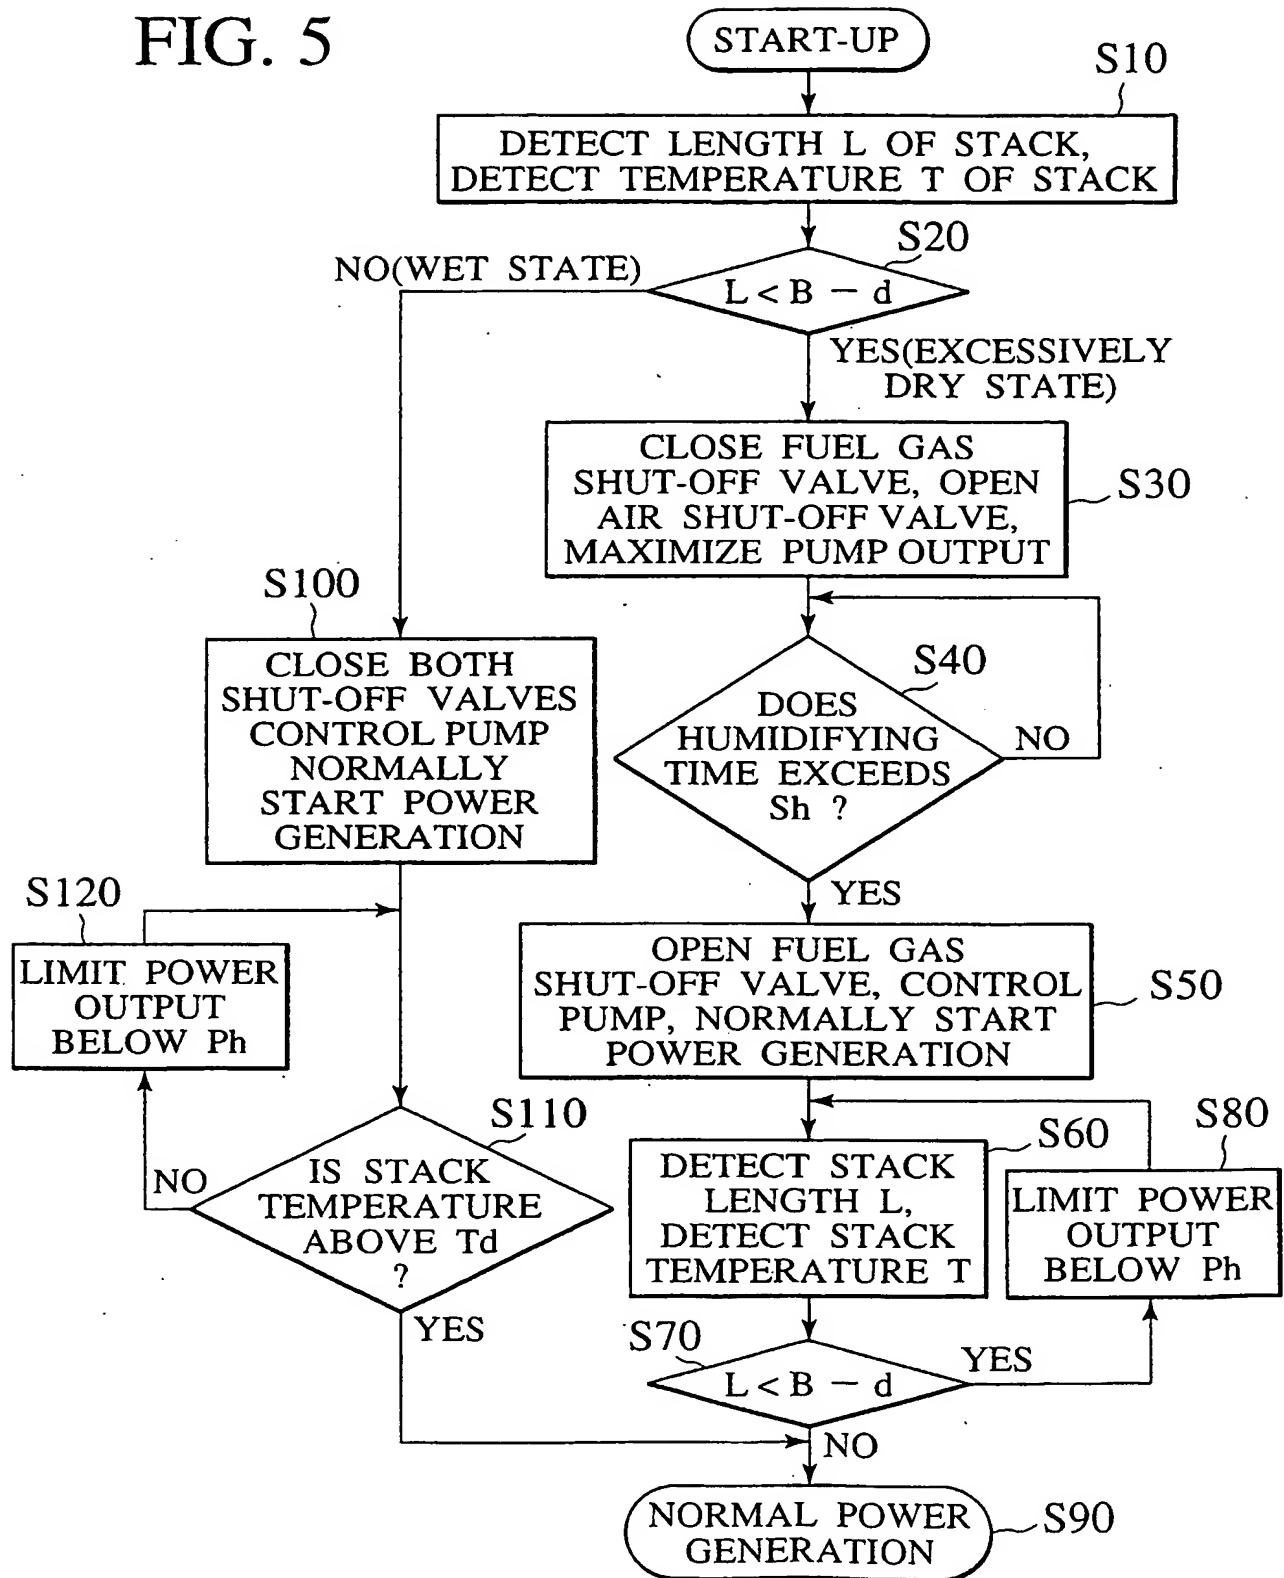 FIG. 5
START-UP
S10
DETECT LENGTH L OF STACK,
DETECT TEMPERATURE T OF STACK
S20
L < B - d
NO(WET STATE)
YES(EXCESSIVELY
DRY STATE)
CLOSE FUEL GAS
SHUT-OFF VALVE, OPEN
AIR SHUT-OFF VALVE,
MAXIMIZE PUMP OUTPUT
S30
S100
CLOSE BOTH
SHUT-OFF VALVES
CONTROL PUMP
NORMALLY
START POWER
GENERATION
S40
DOES
HUMIDIFYING
TIME EXCEEDS
Sh ?
NO
YES
S120
LIMIT POWER
OUTPUT
BELOW Ph
OPEN FUEL GAS
SHUT-OFF VALVE, CONTROL
PUMP, NORMALLY START
POWER GENERATION
S50
S110
IS STACK
TEMPERATURE
ABOVE Td
?
NO
YES
S60
DETECT STACK
LENGTH L,
DETECT STACK
TEMPERATURE T
S80
LIMIT POWER
OUTPUT
BELOW Ph
S70
L < B - d
YES
NO
NORMAL POWER
GENERATION
S90